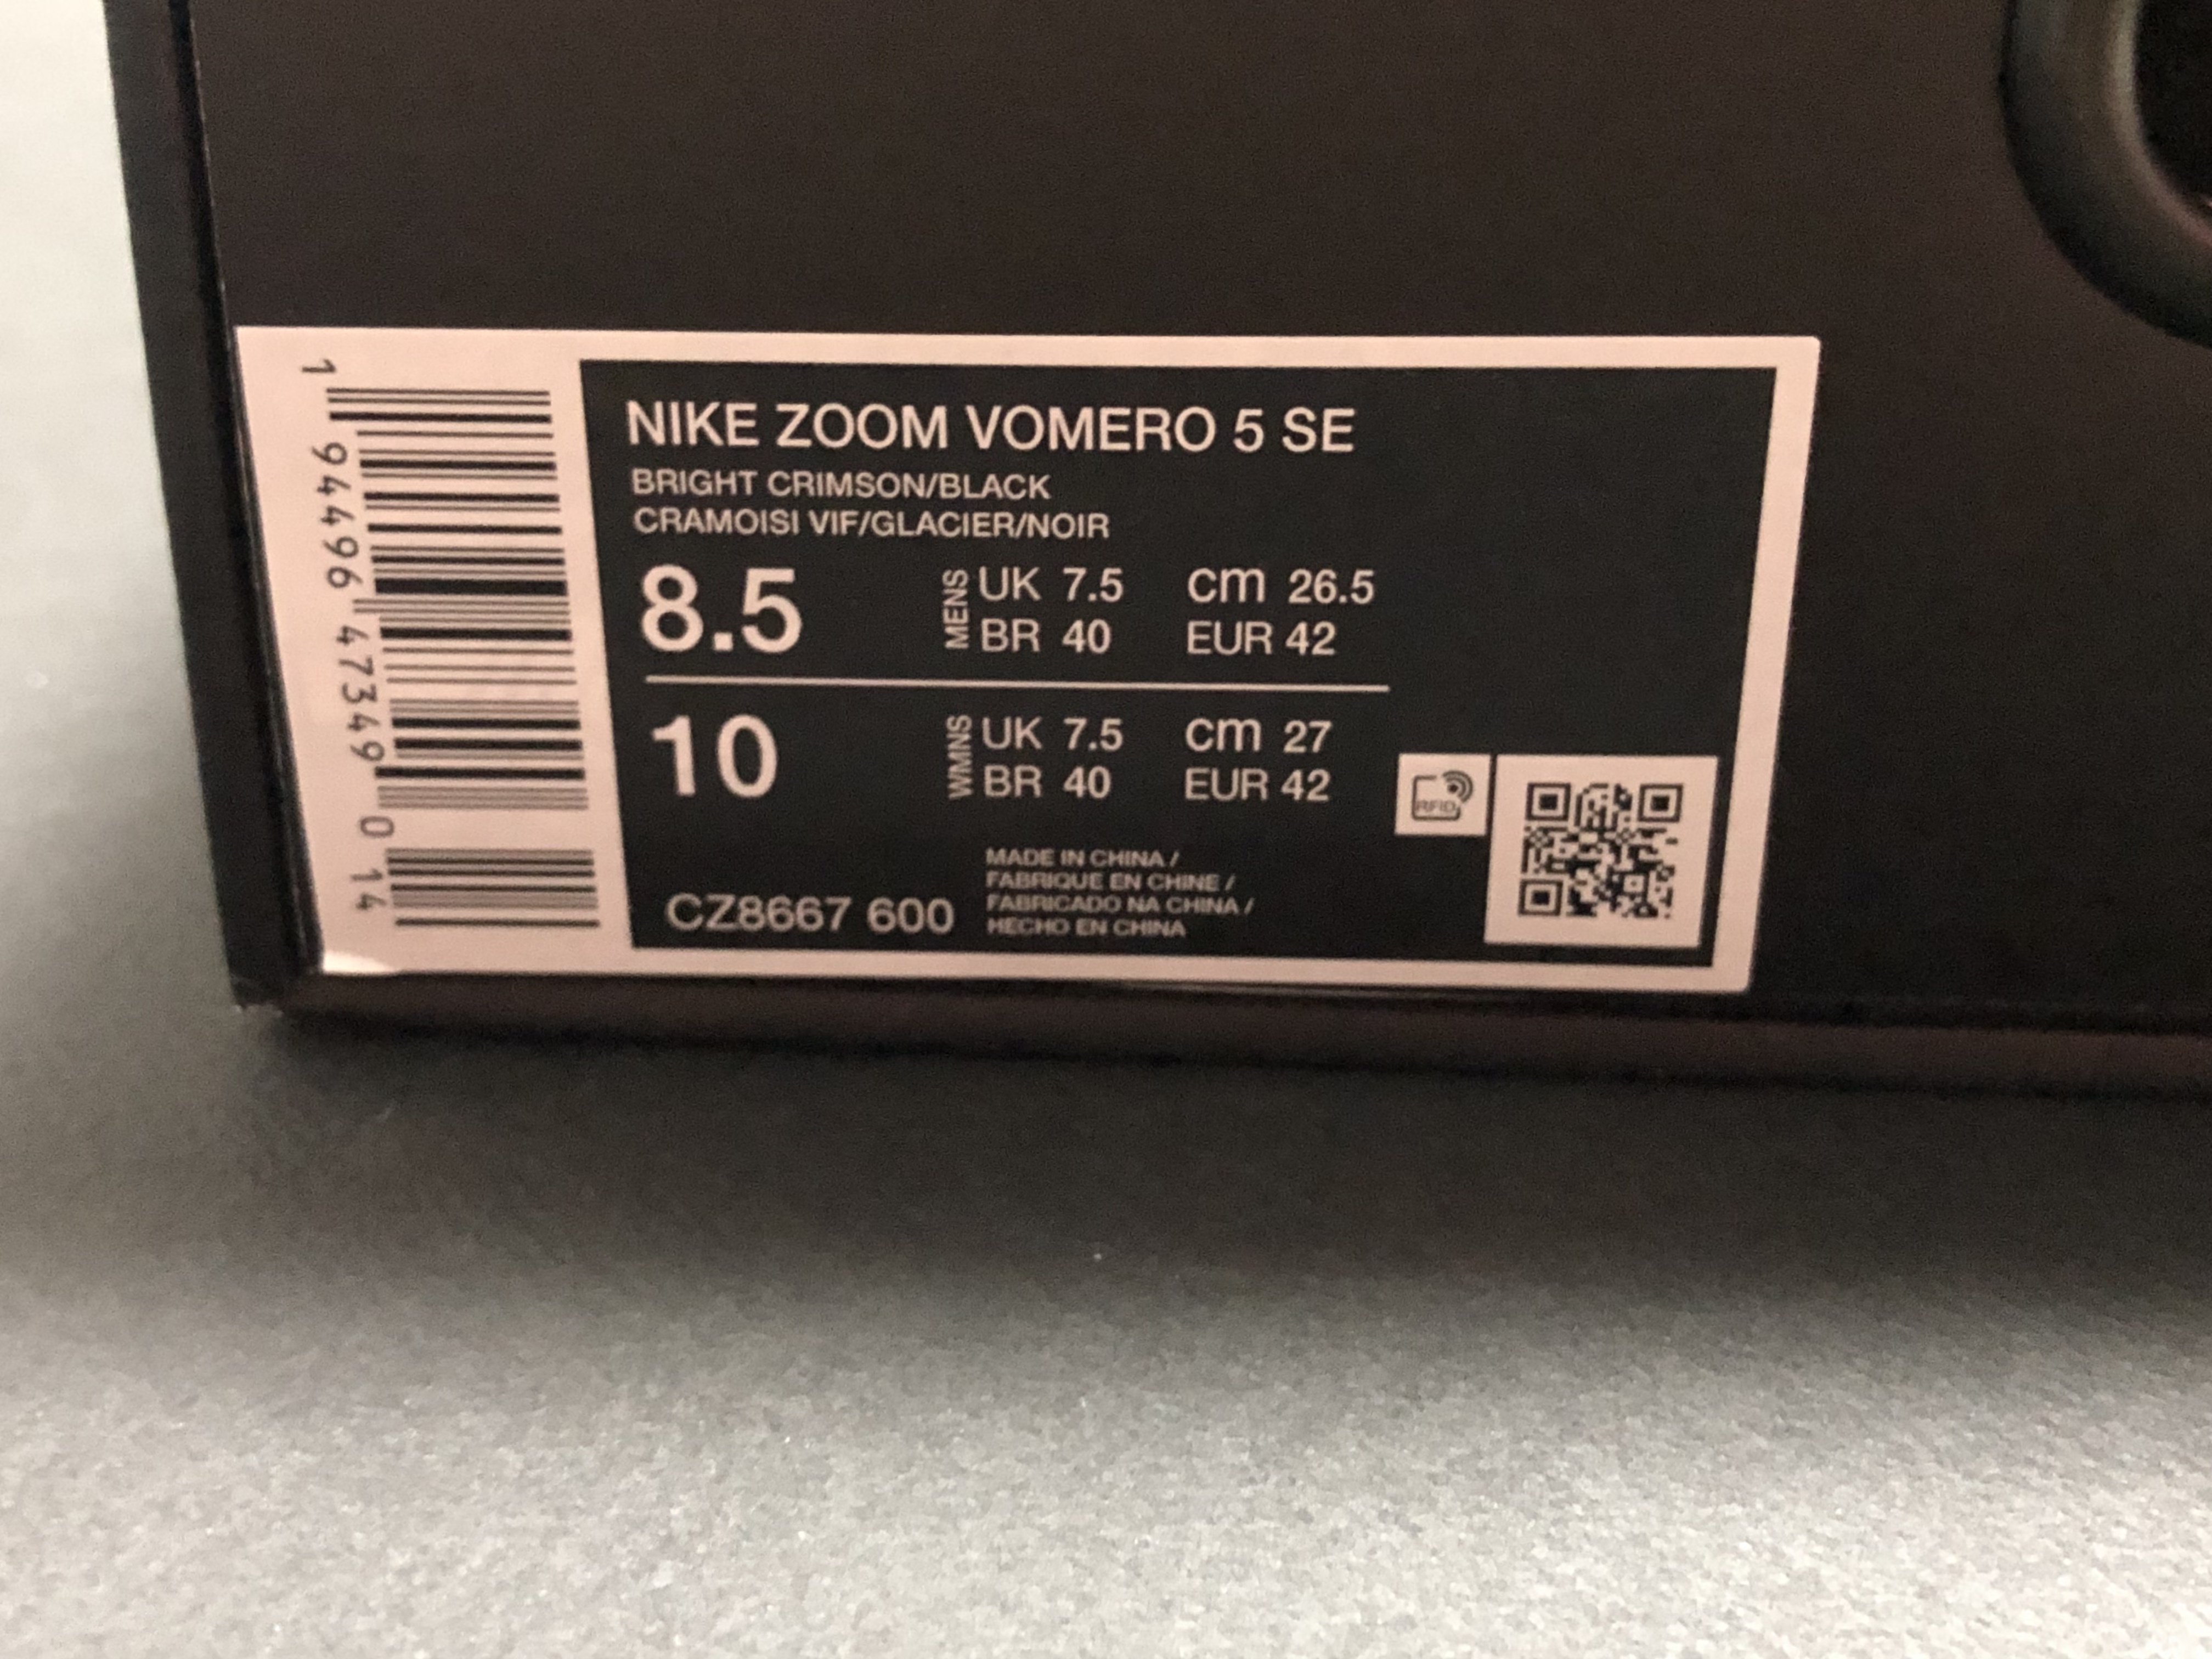 1 94496 47349 0 14
NIKE ZOOM VOMERO 5 SE
BRIGHT CRIMSON/BLACK
CRAMOISI VIF/GLACIER/NOIR
8.5 MENS UK 7.5 cm 26.5
BR 40 EUR 42
10 WMNS UK 7.5 cm 27
BR 40 EUR 42
RFID
MADE IN CHINA /
FABRIQUE EN CHINE /
FABRICADO NA CHINA /
HECHO EN CHINA
CZ8667 600